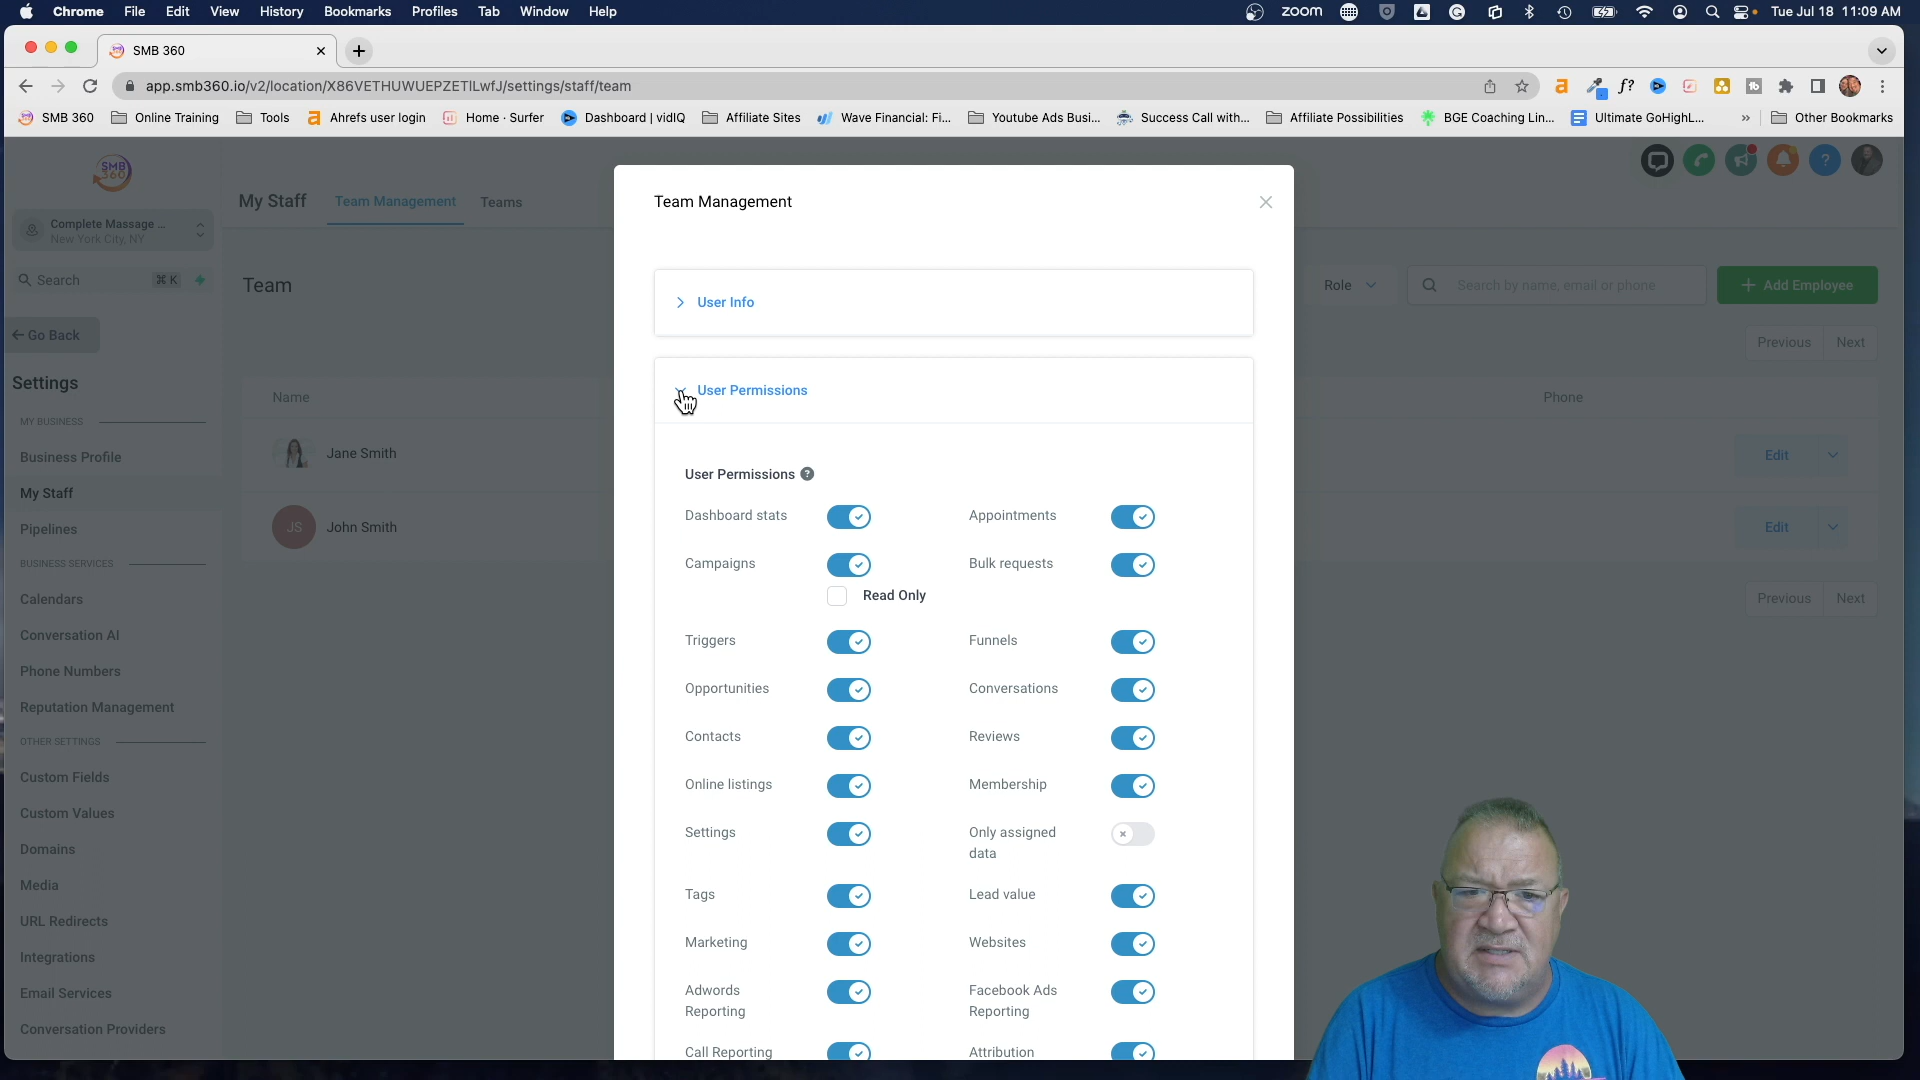 Chrome File Edit View History Bookmarks Profiles Tab Window Help
zoom
Tue Jul 18 11:09 AM
SMB 360
app.smb360.io/v2/location/X86VETHUWUEPZETILwfJ/settings/staff/team
SMB 360 Online Training Tools Ahrefs user login Home · Surfer Dashboard | vidIQ Affiliate Sites Wave Financial: Fi... Youtube Ads Busi... Success Call with... Affiliate Possibilities BGE Coaching Lin... Ultimate GoHighL... » Other Bookmarks
SMB
360
Complete Massage ...
New York City, NY
Search ⌘ K
Go Back
Settings
MY BUSINESS
Business Profile
My Staff
Pipelines
BUSINESS SERVICES
Calendars
Conversation AI
Phone Numbers
Reputation Management
OTHER SETTINGS
Custom Fields
Custom Values
Domains
Media
URL Redirects
Integrations
Email Services
Conversation Providers
My Staff Team Management Teams
Team
Role
Search by name, email or phone
+ Add Employee
Previous Next
Name
Phone
Jane Smith
Edit
JS John Smith
Edit
Previous Next
Team Management
User Info
User Permissions
User Permissions ?
Dashboard stats Appointments
Campaigns Bulk requests
Read Only
Triggers Funnels
Opportunities Conversations
Contacts Reviews
Online listings Membership
Settings Only assigned
data
Tags Lead value
Marketing Websites
Adwords Facebook Ads
Reporting Reporting
Call Reporting Attribution